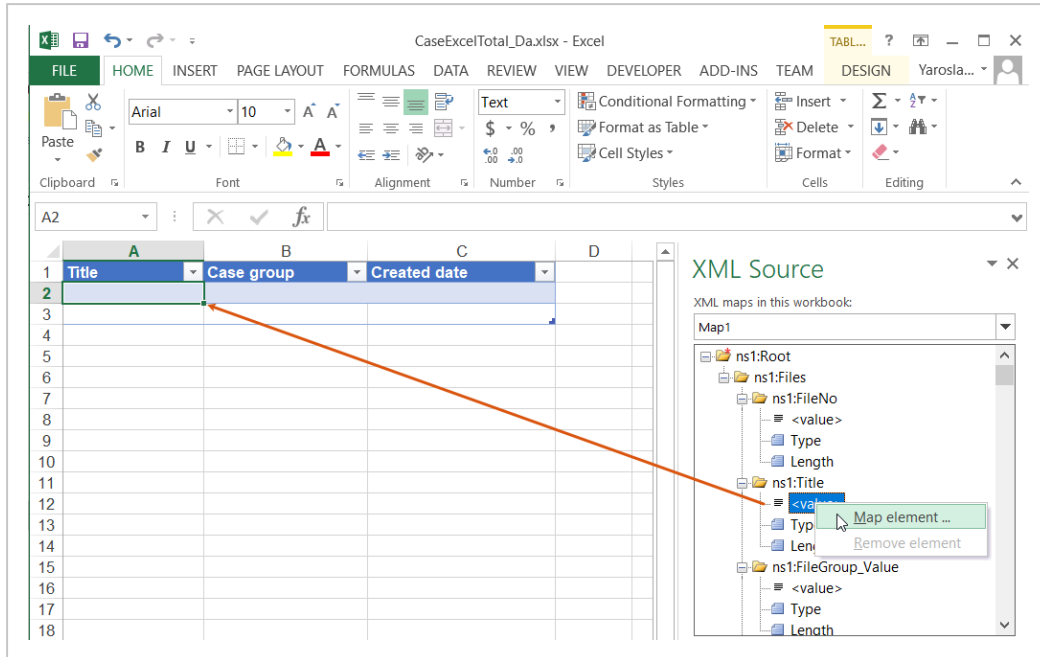 CaseExcelTotal_Da.xlsx - Excel
TABL... ?
FILE HOME INSERT PAGE LAYOUT FORMULAS DATA REVIEW VIEW DEVELOPER ADD-INS TEAM DESIGN Yarosla...
Paste
Arial 10 A A
B I U A
Text
$ % ,
.0 .00
.00 .0
Conditional Formatting
Format as Table
Cell Styles
Insert
Delete
Format
Clipboard Font Alignment Number Styles Cells Editing
A2 fx
A B C D
1 Title Case group Created date
2
3
4
5
6
7
8
9
10
11
12
13
14
15
16
17
18
XML Source
XML maps in this workbook:
Map1
ns1:Root
ns1:Files
ns1:FileNo
<value>
Type
Length
ns1:Title
Map element ...
Remove element
ns1:FileGroup_Value
<value>
Type
Length